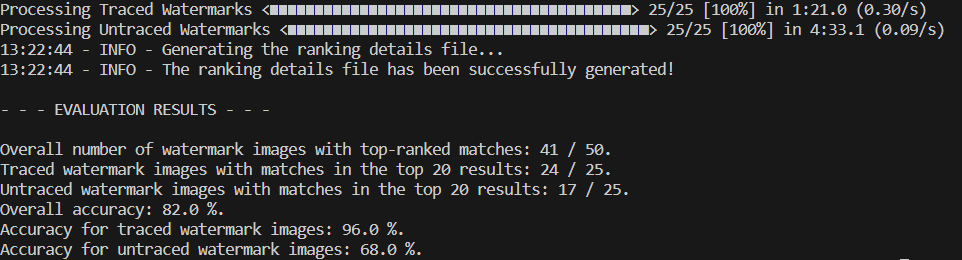 Processing Traced Watermarks <■■■■■■■■■■■■■■■■■■■■■■■■■■■■■■■■■■■■■■■■> 25/25 [100%] in 1:21.0 (0.30/s)
Processing Untraced Watermarks <■■■■■■■■■■■■■■■■■■■■■■■■■■■■■■■■■■■■■■■■> 25/25 [100%] in 4:33.1 (0.09/s)
13:22:44 - INFO - Generating the ranking details file...
13:22:44 - INFO - The ranking details file has been successfully generated!
- - - EVALUATION RESULTS - - -
Overall number of watermark images with top-ranked matches: 41 / 50.
Traced watermark images with matches in the top 20 results: 24 / 25.
Untraced watermark images with matches in the top 20 results: 17 / 25.
Overall accuracy: 82.0 %.
Accuracy for traced watermark images: 96.0 %.
Accuracy for untraced watermark images: 68.0 %.